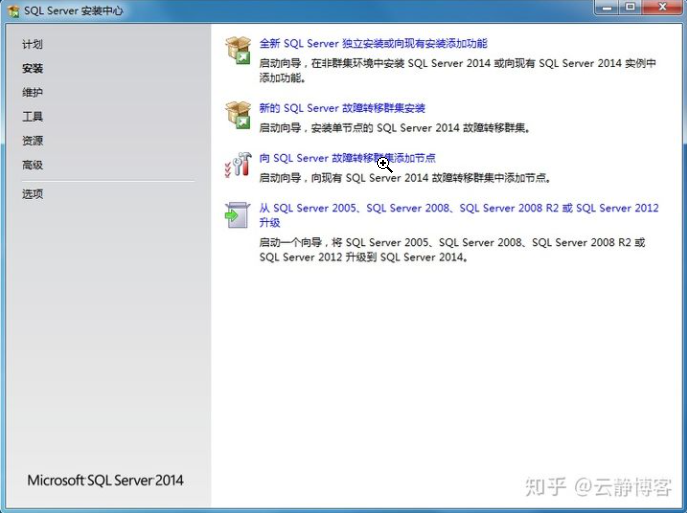 SQL Server 安装中心
计划
安装
维护
工具
资源
高级
选项
全新 SQL Server 独立安装或向现有安装添加功能
启动向导，在非群集环境中安装 SQL Server 2014 或向现有 SQL Server 2014 实例中
添加功能。
新的 SQL Server 故障转移群集安装
启动向导，安装单节点的 SQL Server 2014 故障转移群集。
向 SQL Server 故障转移群集添加节点
启动向导，向现有 SQL Server 2014 故障转移群集中添加节点。
从 SQL Server 2005、SQL Server 2008、SQL Server 2008 R2 或 SQL Server 2012
升级
启动一个向导，将 SQL Server 2005、SQL Server 2008、SQL Server 2008 R2 或
SQL Server 2012 升级到 SQL Server 2014。
Microsoft SQL Server 2014
知乎 @云静博客